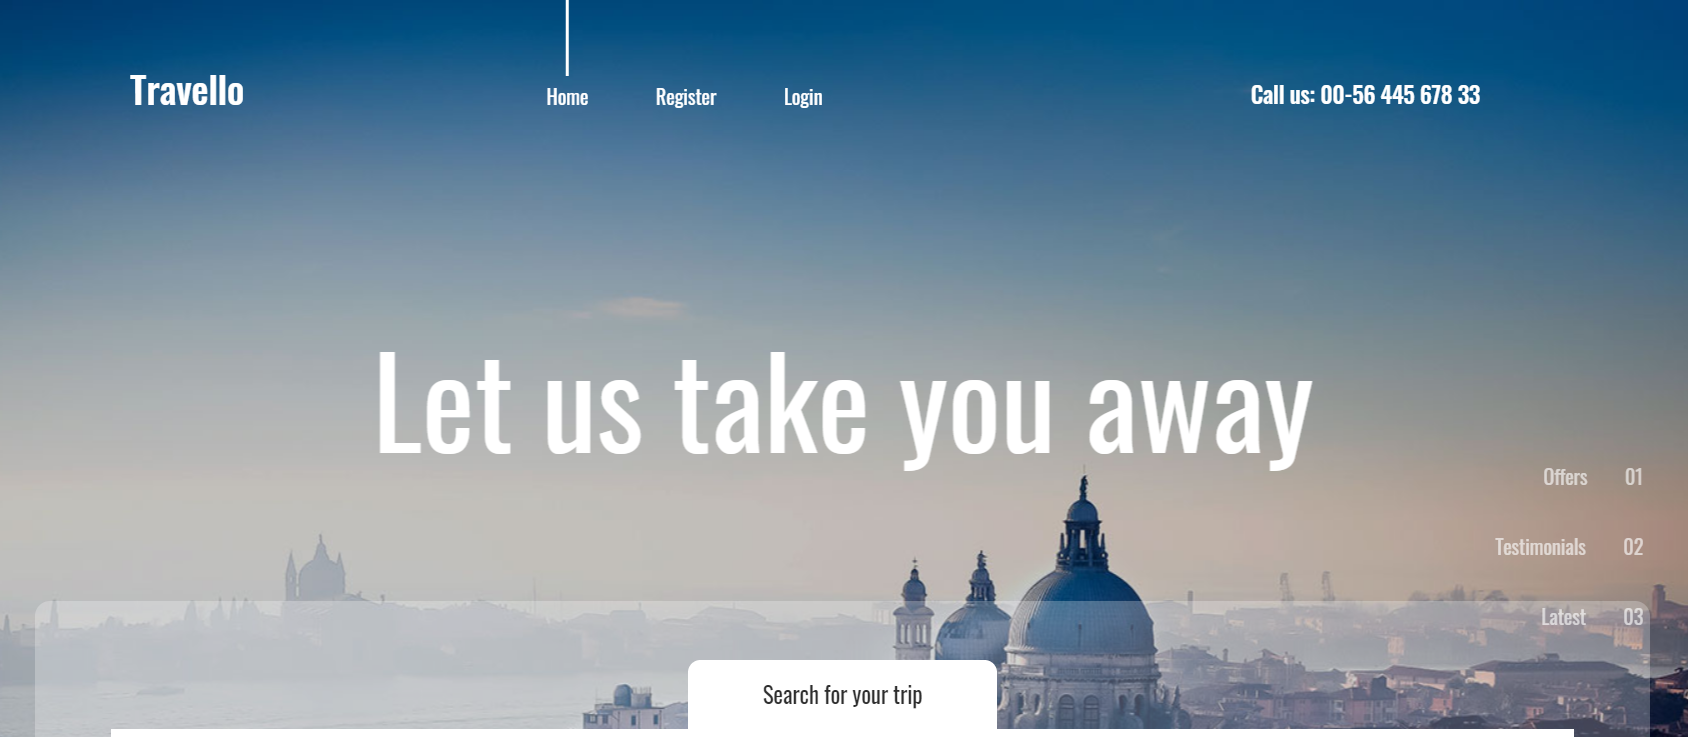 Travello
Home Register Login
Call us: 00-56 445 678 33
Let us take you away
Offers 01
Testimonials 02
Latest 03
Search for your trip